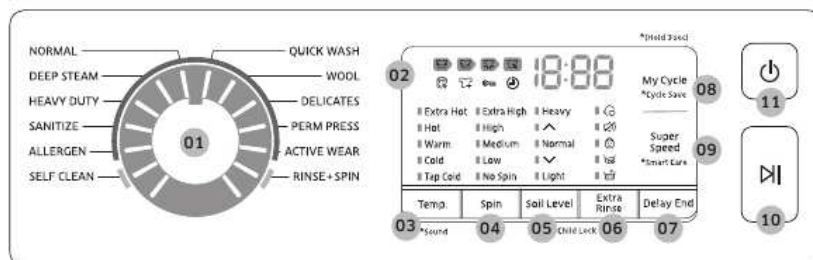 NORMAL
DEEP STEAM
HEAVY DUTY
SANITIZE
ALLERGEN
SELF CLEAN
01
QUICK WASH
WOOL
DELICATES
PERM PRESS
ACTIVE WEAR
RINSE+SPIN
02
18:88
Extra Hot Extra High Heavy
Hot High
Warm Medium Normal
Cold Low
Tap Cold No Spin Light
*(Hold 3 sec)
My Cycle
*Cycle Save
08
Super
Speed
*Smart Care
09
Temp. Spin Soil Level Extra Rinse Delay End
03 *Sound 04 05 Child Lock 06 07
11
10